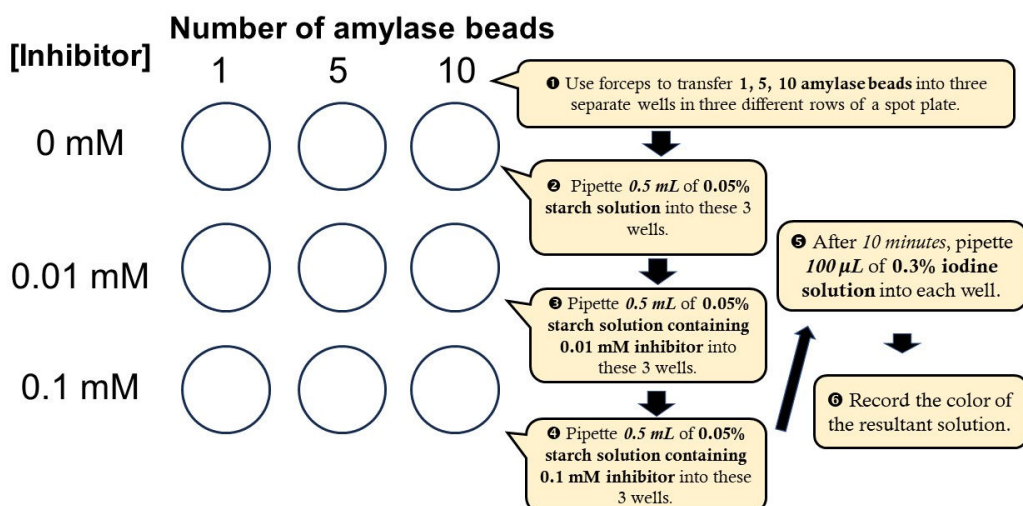 Number of amylase beads
[Inhibitor]
1 5 10
0 mM
0.01 mM
0.1 mM
❶ Use forceps to transfer 1, 5, 10 amylase beads into three
separate wells in three different rows of a spot plate.
❷ Pipette 0.5 mL of 0.05%
starch solution into these 3
wells.
❸ Pipette 0.5 mL of 0.05%
starch solution containing
0.01 mM inhibitor into
these 3 wells.
❹ Pipette 0.5 mL of 0.05%
starch solution containing
0.1 mM inhibitor into these
3 wells.
❺ After 10 minutes, pipette
100 μL of 0.3% iodine
solution into each well.
❻ Record the color of
the resultant solution.